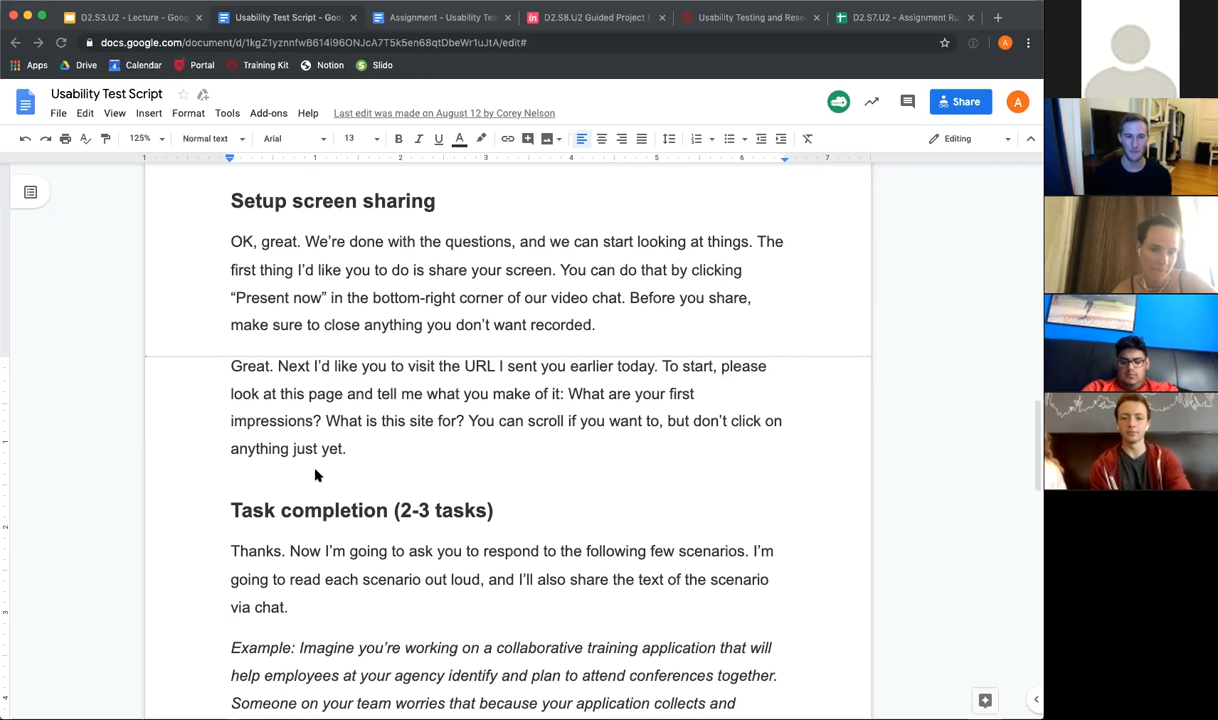 D2.S3.U2 - Lecture - Goo
Usability Test Script - Goo
Assignment - Usability Tes
D2.S8.U2 Guided Project
Usability Testing and Rese
D2.S7.U2 - Assignment Ru
docs.google.com/document/d/1kgZ1yznnfwB614i96ONJcA7T5k5en68qtDbeWr1uJtA/edit#
Apps Drive Calendar Portal Training Kit Notion Slido
Usability Test Script
File Edit View Insert Format Tools Add-ons Help Last edit was made on August 12 by Corey Nelson
Share
A
125% Normal text Arial 13 B I U A Editing
1 1 2 3 4 5 6 7
Setup screen sharing
OK, great. We’re done with the questions, and we can start looking at things. The
first thing I’d like you to do is share your screen. You can do that by clicking
“Present now” in the bottom-right corner of our video chat. Before you share,
make sure to close anything you don’t want recorded.
Great. Next I’d like you to visit the URL I sent you earlier today. To start, please
look at this page and tell me what you make of it: What are your first
impressions? What is this site for? You can scroll if you want to, but don’t click on
anything just yet.
Task completion (2-3 tasks)
Thanks. Now I’m going to ask you to respond to the following few scenarios. I’m
going to read each scenario out loud, and I’ll also share the text of the scenario
via chat.
Example: Imagine you’re working on a collaborative training application that will
help employees at your agency identify and plan to attend conferences together.
Someone on your team worries that because your application collects and